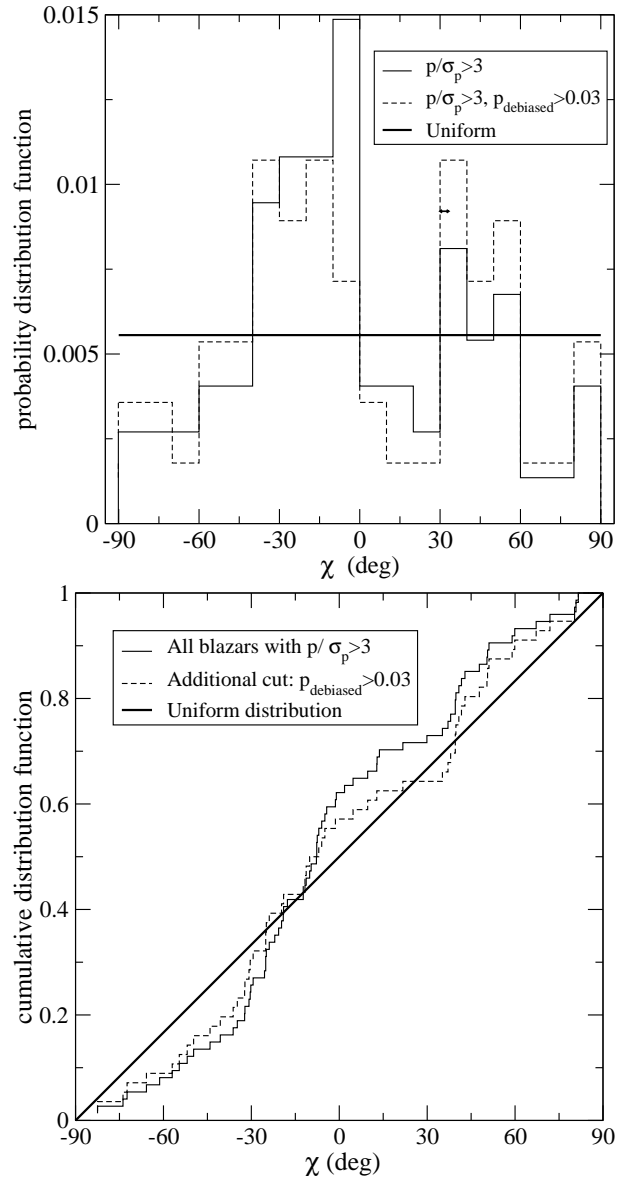 0.015
p/σp>3
p/σp>3, pdebiased>0.03
Uniform
0.01
0.005
0
probability distribution function
-90 -60 -30 0 30 60 90
χ (deg)
1
All blazars with p/ σp>3
Additional cut: pdebiased>0.03
Uniform distribution
0.8
0.6
0.4
0.2
0
cumulative distribution function
-90 -60 -30 0 30 60 90
χ (deg)